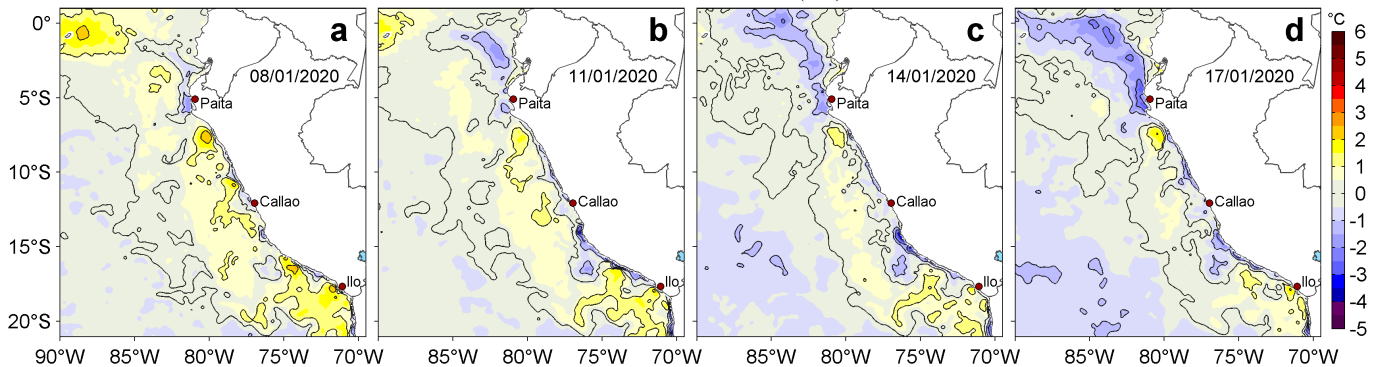 a b c d °C
0° 08/01/2020 11/01/2020 14/01/2020 17/01/2020 6
5°S Paita Paita Paita Paita 5
10°S 4
15°S Callao Callao Callao Callao 3
20°S Ilo Ilo Ilo Ilo 2
1
0
-1
-2
-3
-4
-5
90°W 85°W 80°W 75°W 70°W 85°W 80°W 75°W 70°W 85°W 80°W 75°W 70°W 85°W 80°W 75°W 70°W